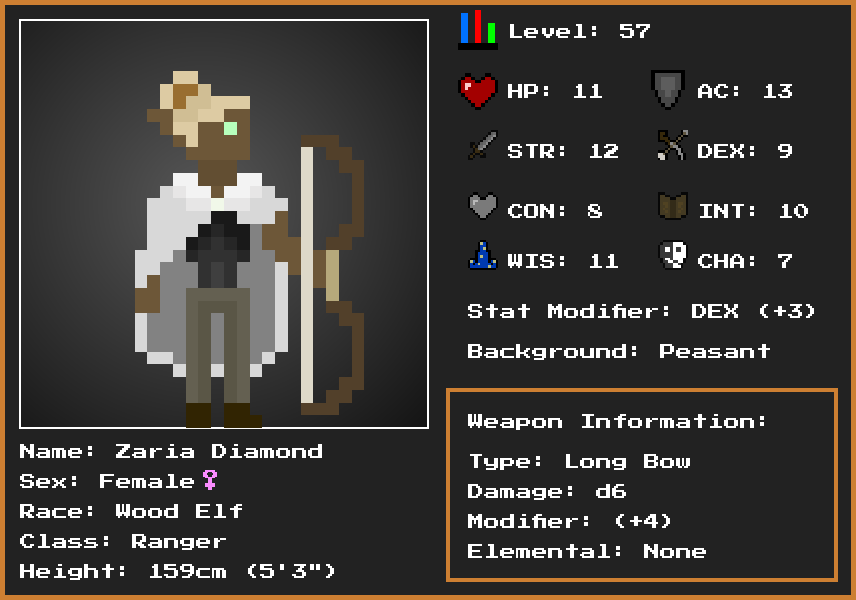 Level: 57
HP: 11
AC: 13
STR: 12
DEX: 9
CON: 8
INT: 10
WIS: 11
CHA: 7
Stat Modifier: DEX (+3)
Background: Peasant
Name: Zaria Diamond
Sex: Female♀
Race: Wood Elf
Class: Ranger
Height: 159cm (5'3")
Weapon Information:
Type: Long Bow
Damage: d6
Modifier: (+4)
Elemental: None